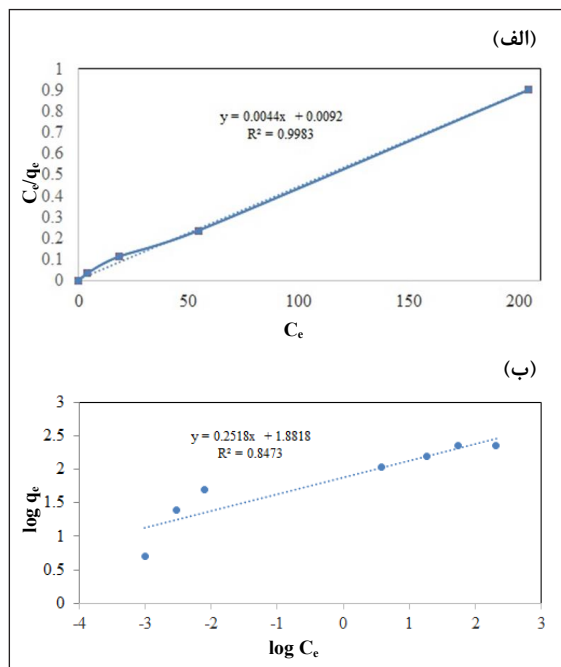 (الف)
1
0.9
0.8
0.7
0.6
0.5
0.4
0.3
0.2
0.1
0
Cₑ/qₑ
y = 0.0044x + 0.0092
R² = 0.9983
0 50 100 150 200
Cₑ
(ب)
3
2.5
2
1.5
1
0.5
0
log qₑ
y = 0.2518x + 1.8818
R² = 0.8473
-4 -3 -2 -1 0 1 2 3
log Cₑ